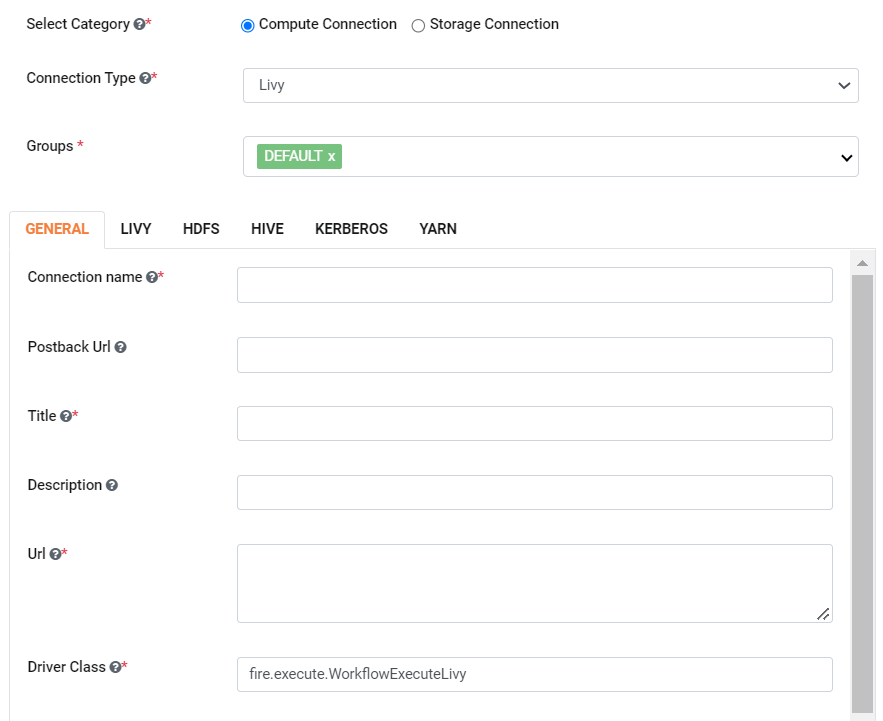 Select Category ?* Compute Connection Storage Connection
Connection Type ?* Livy
Groups * DEFAULT x
GENERAL LIVY HDFS HIVE KERBEROS YARN
Connection name ?*
Postback Url ?
Title ?*
Description ?
Url ?*
Driver Class ?* fire.execute.WorkflowExecuteLivy